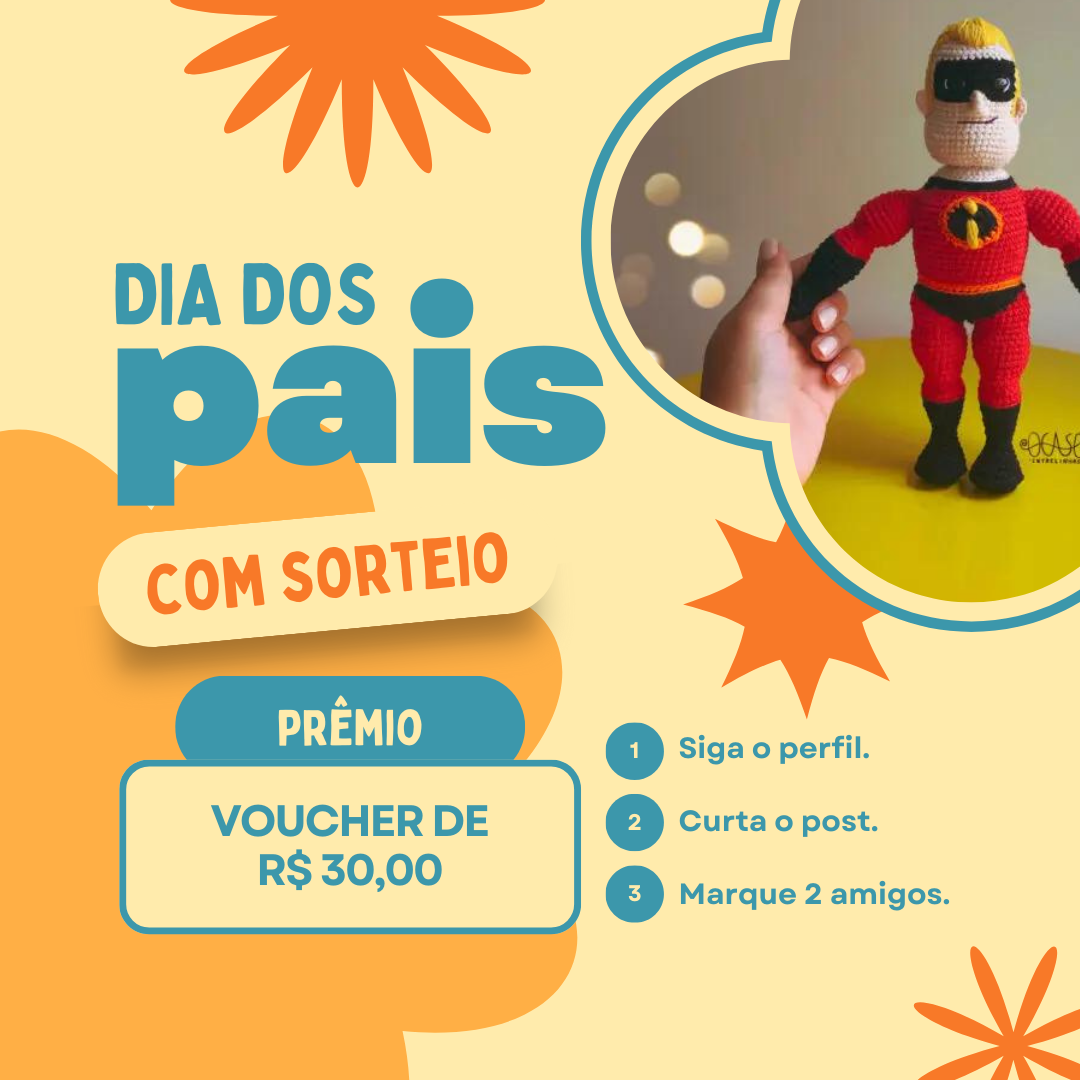 DIA DOS
pais
COM SORTEIO
PRÊMIO
VOUCHER DE
R$ 30,00
1 Siga o perfil.
2 Curta o post.
3 Marque 2 amigos.